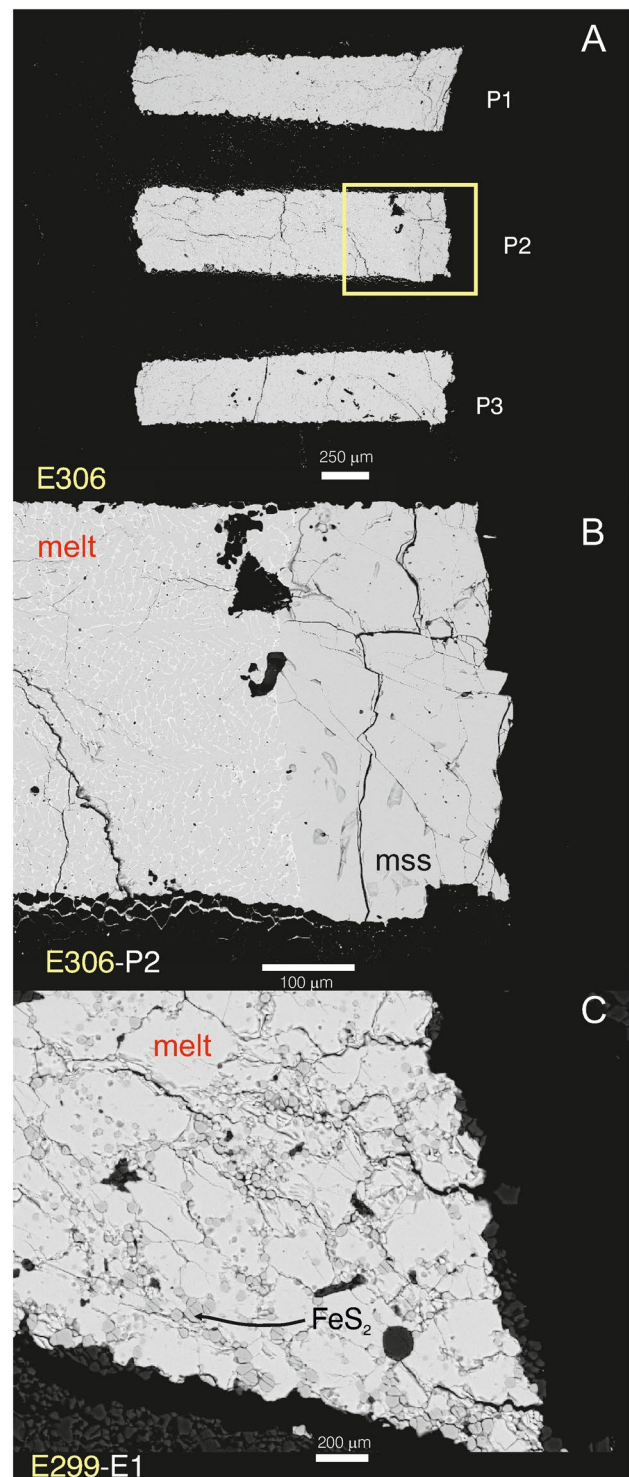 A
P1
P2
P3
250 μm
E306
B
melt
mss
E306-P2
100 μm
C
melt
FeS₂
200 μm
E299-E1